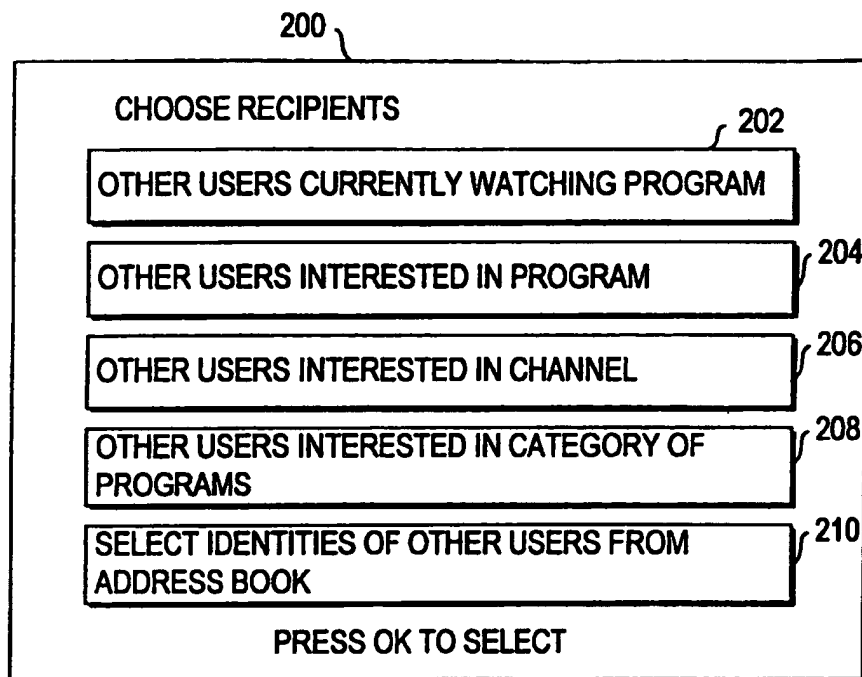 200
CHOOSE RECIPIENTS
202
OTHER USERS CURRENTLY WATCHING PROGRAM
204
OTHER USERS INTERESTED IN PROGRAM
206
OTHER USERS INTERESTED IN CHANNEL
208
OTHER USERS INTERESTED IN CATEGORY OF
PROGRAMS
210
SELECT IDENTITIES OF OTHER USERS FROM
ADDRESS BOOK
PRESS OK TO SELECT